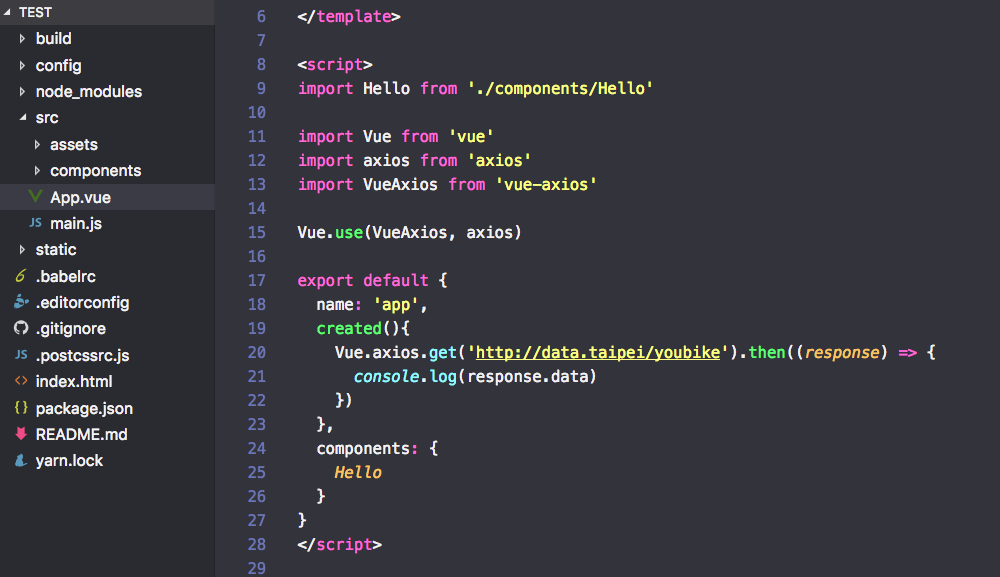 TEST
build
config
node_modules
src
assets
components
App.vue
JS main.js
static
.babelrc
.editorconfig
.gitignore
JS .postcssrc.js
<> index.html
{} package.json
README.md
yarn.lock
6 </template>
7
8 <script>
9 import Hello from './components/Hello'
10
11 import Vue from 'vue'
12 import axios from 'axios'
13 import VueAxios from 'vue-axios'
14
15 Vue.use(VueAxios, axios)
16
17 export default {
18   name: 'app',
19   created(){
20     Vue.axios.get('http://data.taipei/youbike').then((response) => {
21       console.log(response.data)
22     })
23   },
24   components: {
25     Hello
26   }
27 }
28 </script>
29